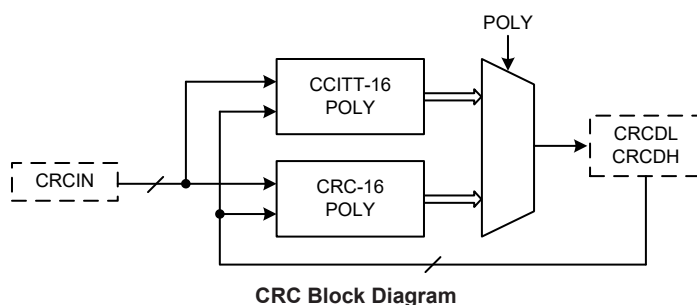 POLY
CCITT-16
POLY
CRCDL
CRCDH
CRCIN
CRC-16
POLY
CRC Block Diagram